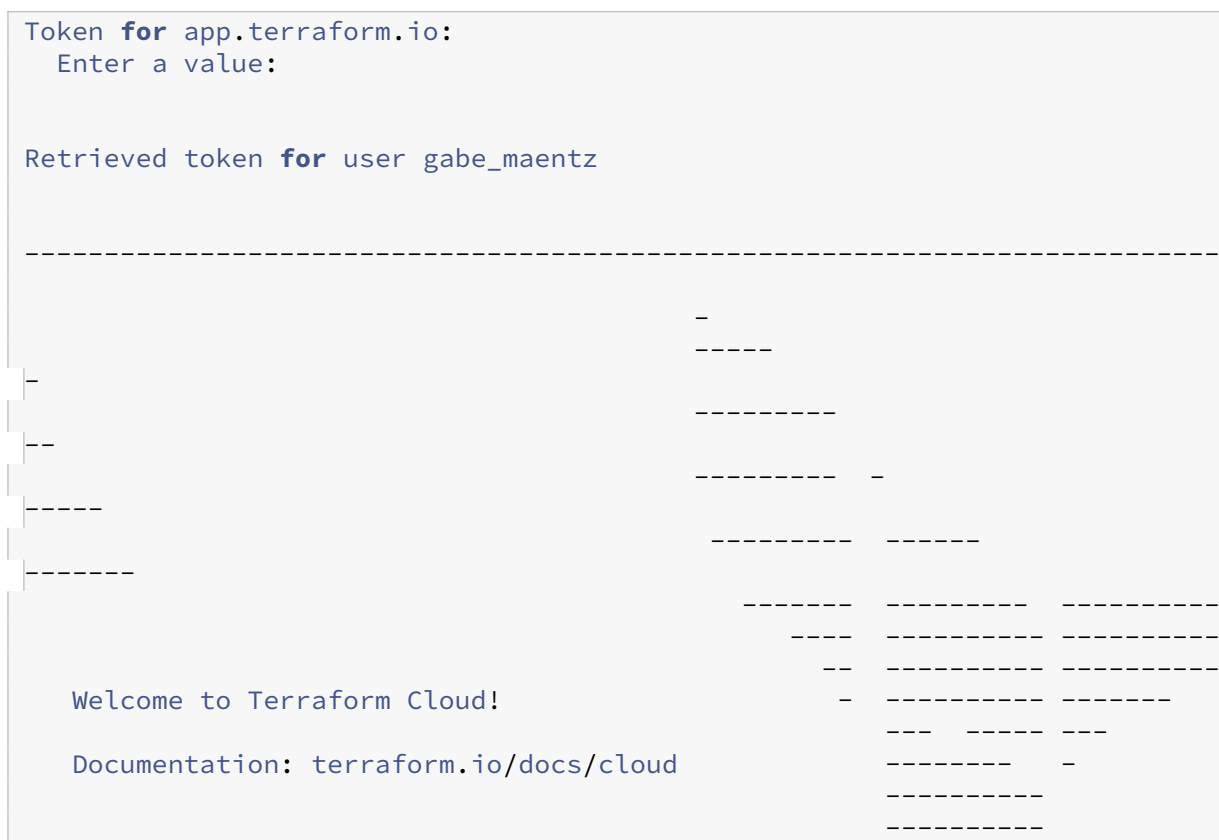 Token for app.terraform.io:
Enter a value:
Retrieved token for user gabe_maentz
---------------------------------------------------------------------------
-
-----
-
---------
--
--------- -
-----
--------- ------
-------
------- --------- ----------
---- ---------- ----------
-- ---------- ----------
Welcome to Terraform Cloud! - ---------- -------
--- ----- ---
Documentation: terraform.io/docs/cloud -------- -
----------
----------